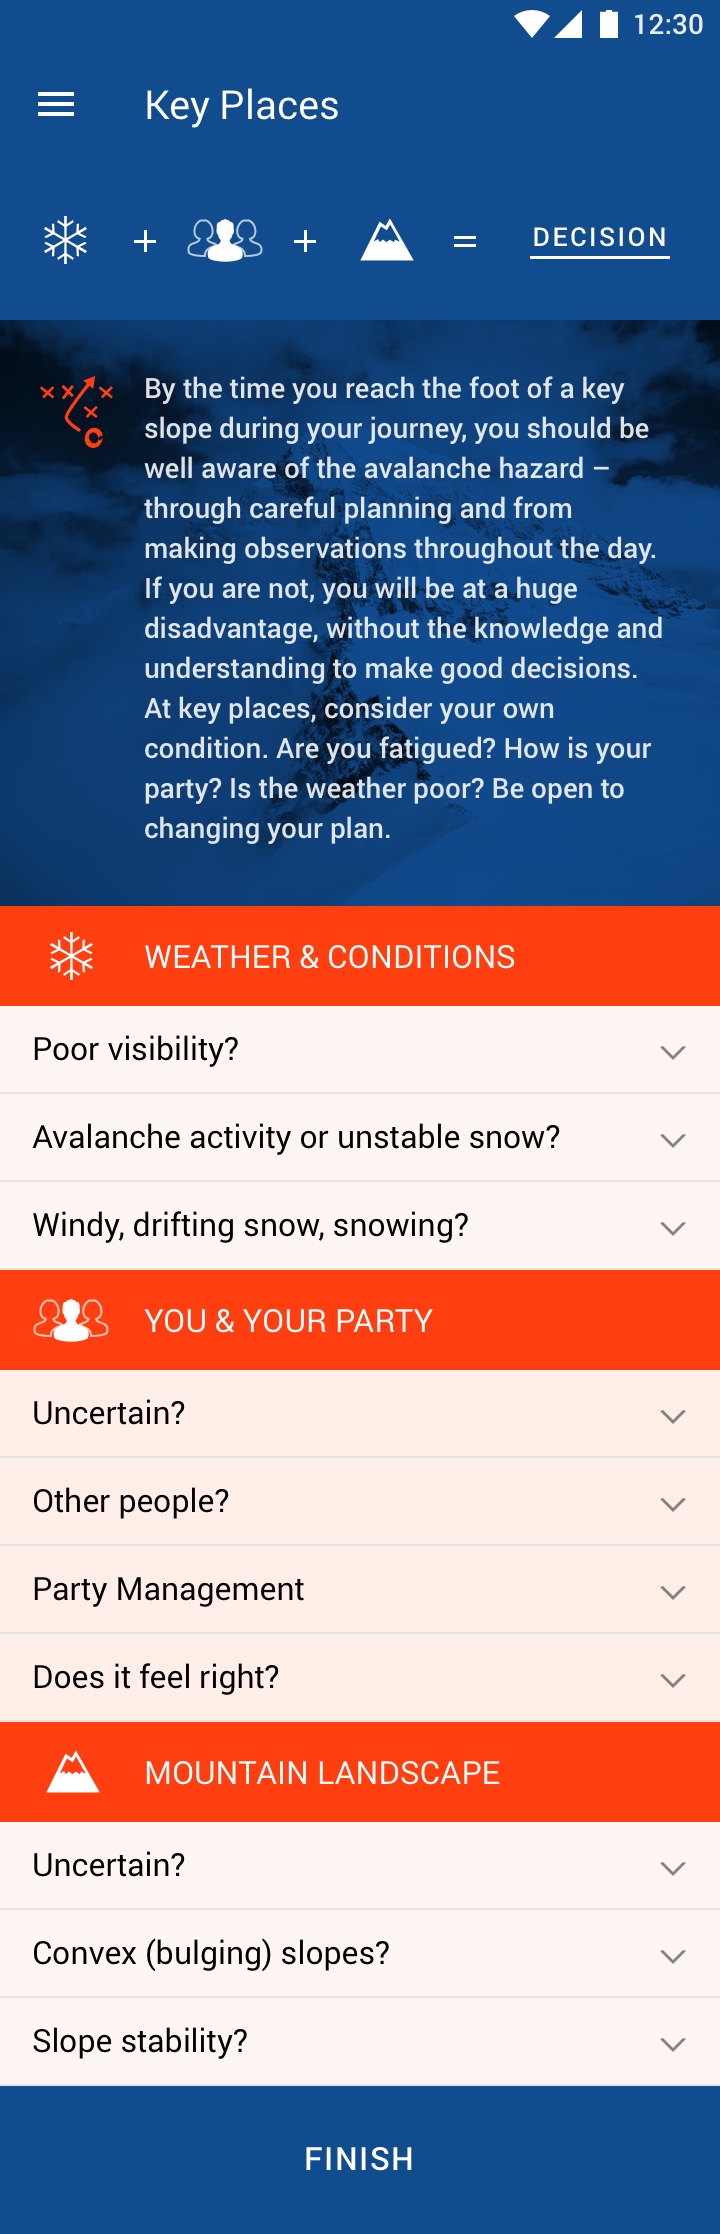 12:30
Key Places
+ + = DECISION
By the time you reach the foot of a key
slope during your journey, you should be
well aware of the avalanche hazard –
through careful planning and from
making observations throughout the day.
If you are not, you will be at a huge
disadvantage, without the knowledge and
understanding to make good decisions.
At key places, consider your own
condition. Are you fatigued? How is your
party? Is the weather poor? Be open to
changing your plan.
WEATHER & CONDITIONS
Poor visibility?
Avalanche activity or unstable snow?
Windy, drifting snow, snowing?
YOU & YOUR PARTY
Uncertain?
Other people?
Party Management
Does it feel right?
MOUNTAIN LANDSCAPE
Uncertain?
Convex (bulging) slopes?
Slope stability?
FINISH